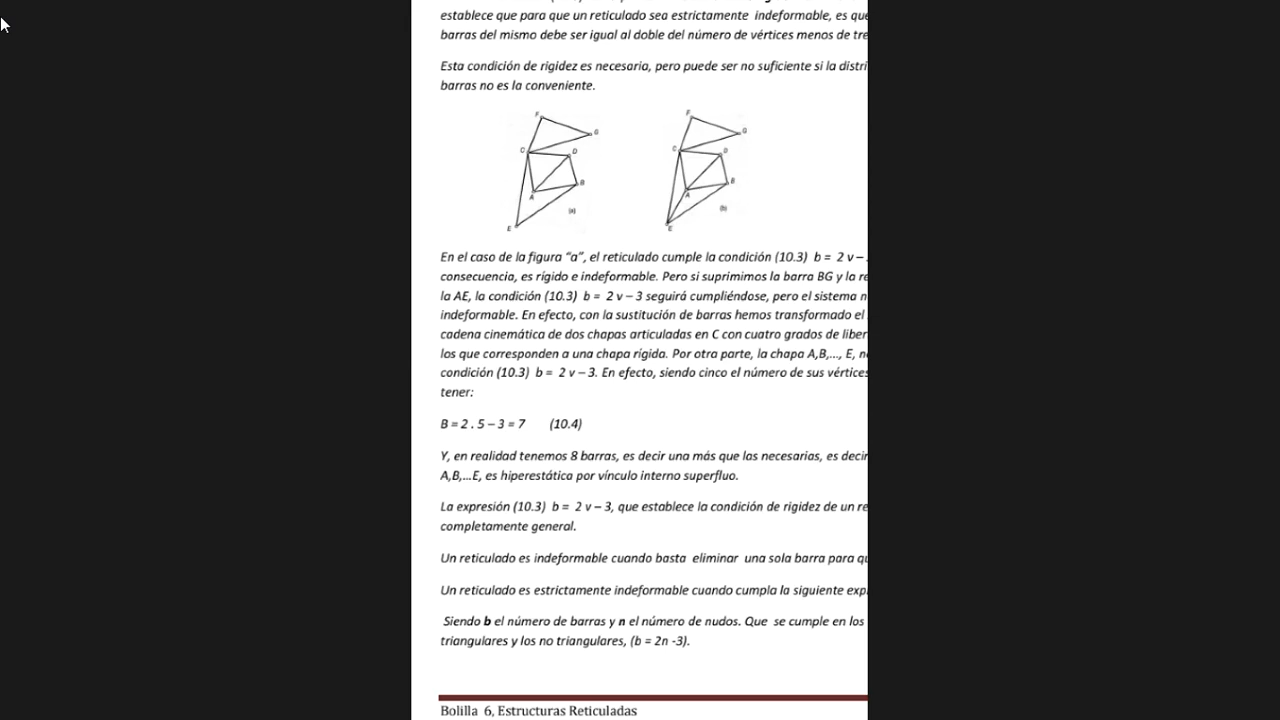 establece que para que un reticulado sea estrictamente indeformable, es que
barras del mismo debe ser igual al doble del número de vértices menos de tre
Esta condición de rigidez es necesaria, pero puede ser no suficiente si la distri
barras no es la conveniente.
F F
G G
C D C D
B B
A A
(a) (b)
E E
En el caso de la figura "a", el reticulado cumple la condición (10.3) b = 2 v –
consecuencia, es rígido e indeformable. Pero si suprimimos la barra BG y la re
la AE, la condición (10.3) b = 2 v – 3 seguirá cumpliéndose, pero el sistema n
indeformable. En efecto, con la sustitución de barras hemos transformado el
cadena cinemática de dos chapas articuladas en C con cuatro grados de liber
los que corresponden a una chapa rígida. Por otra parte, la chapa A,B,..., E, n
condición (10.3) b = 2 v – 3. En efecto, siendo cinco el número de sus vértices
tener:
B = 2 . 5 – 3 = 7 (10.4)
Y, en realidad tenemos 8 barras, es decir una más que las necesarias, es decir
A,B,...E, es hiperestática por vínculo interno superfluo.
La expresión (10.3) b = 2 v – 3, que establece la condición de rigidez de un re
completamente general.
Un reticulado es indeformable cuando basta eliminar una sola barra para qu
Un reticulado es estrictamente indeformable cuando cumpla la siguiente exp
Siendo b el número de barras y n el número de nudos. Que se cumple en los
triangulares y los no triangulares, (b = 2n -3).
Bolilla 6, Estructuras Reticuladas